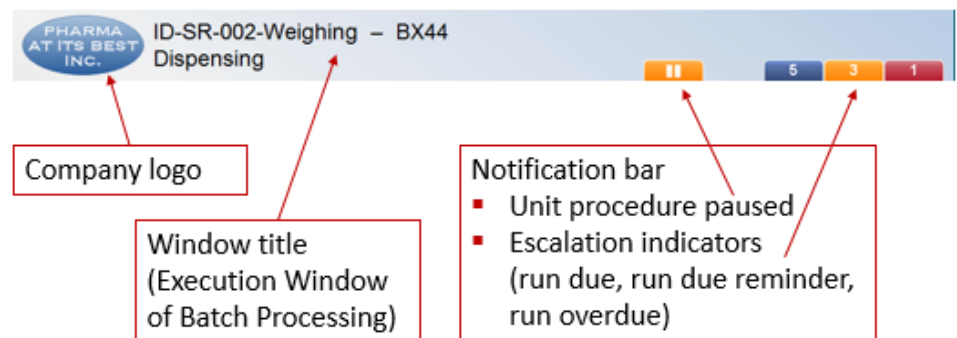 PHARMA
AT ITS BEST
INC.
ID-SR-002-Weighing – BX44
Dispensing
5 3 1
Company logo
Window title
(Execution Window
of Batch Processing)
Notification bar
▪ Unit procedure paused
▪ Escalation indicators
(run due, run due reminder,
run overdue)